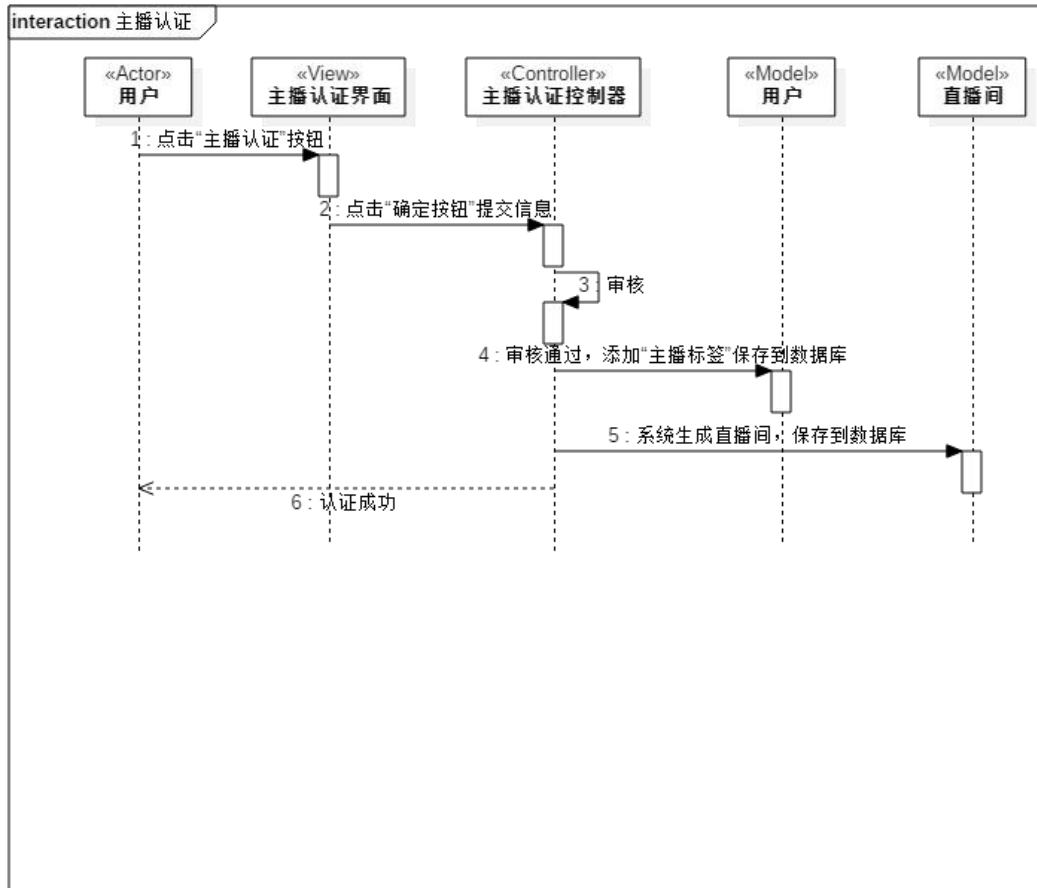 interaction 主播认证
«Actor»
用户
«View»
主播认证界面
«Controller»
主播认证控制器
«Model»
用户
«Model»
直播间
1 : 点击“主播认证”按钮
2 : 点击“确定按钮”提交信息
3 : 审核
4 : 审核通过，添加“主播标签”保存到数据库
5 : 系统生成直播间，保存到数据库
6 : 认证成功